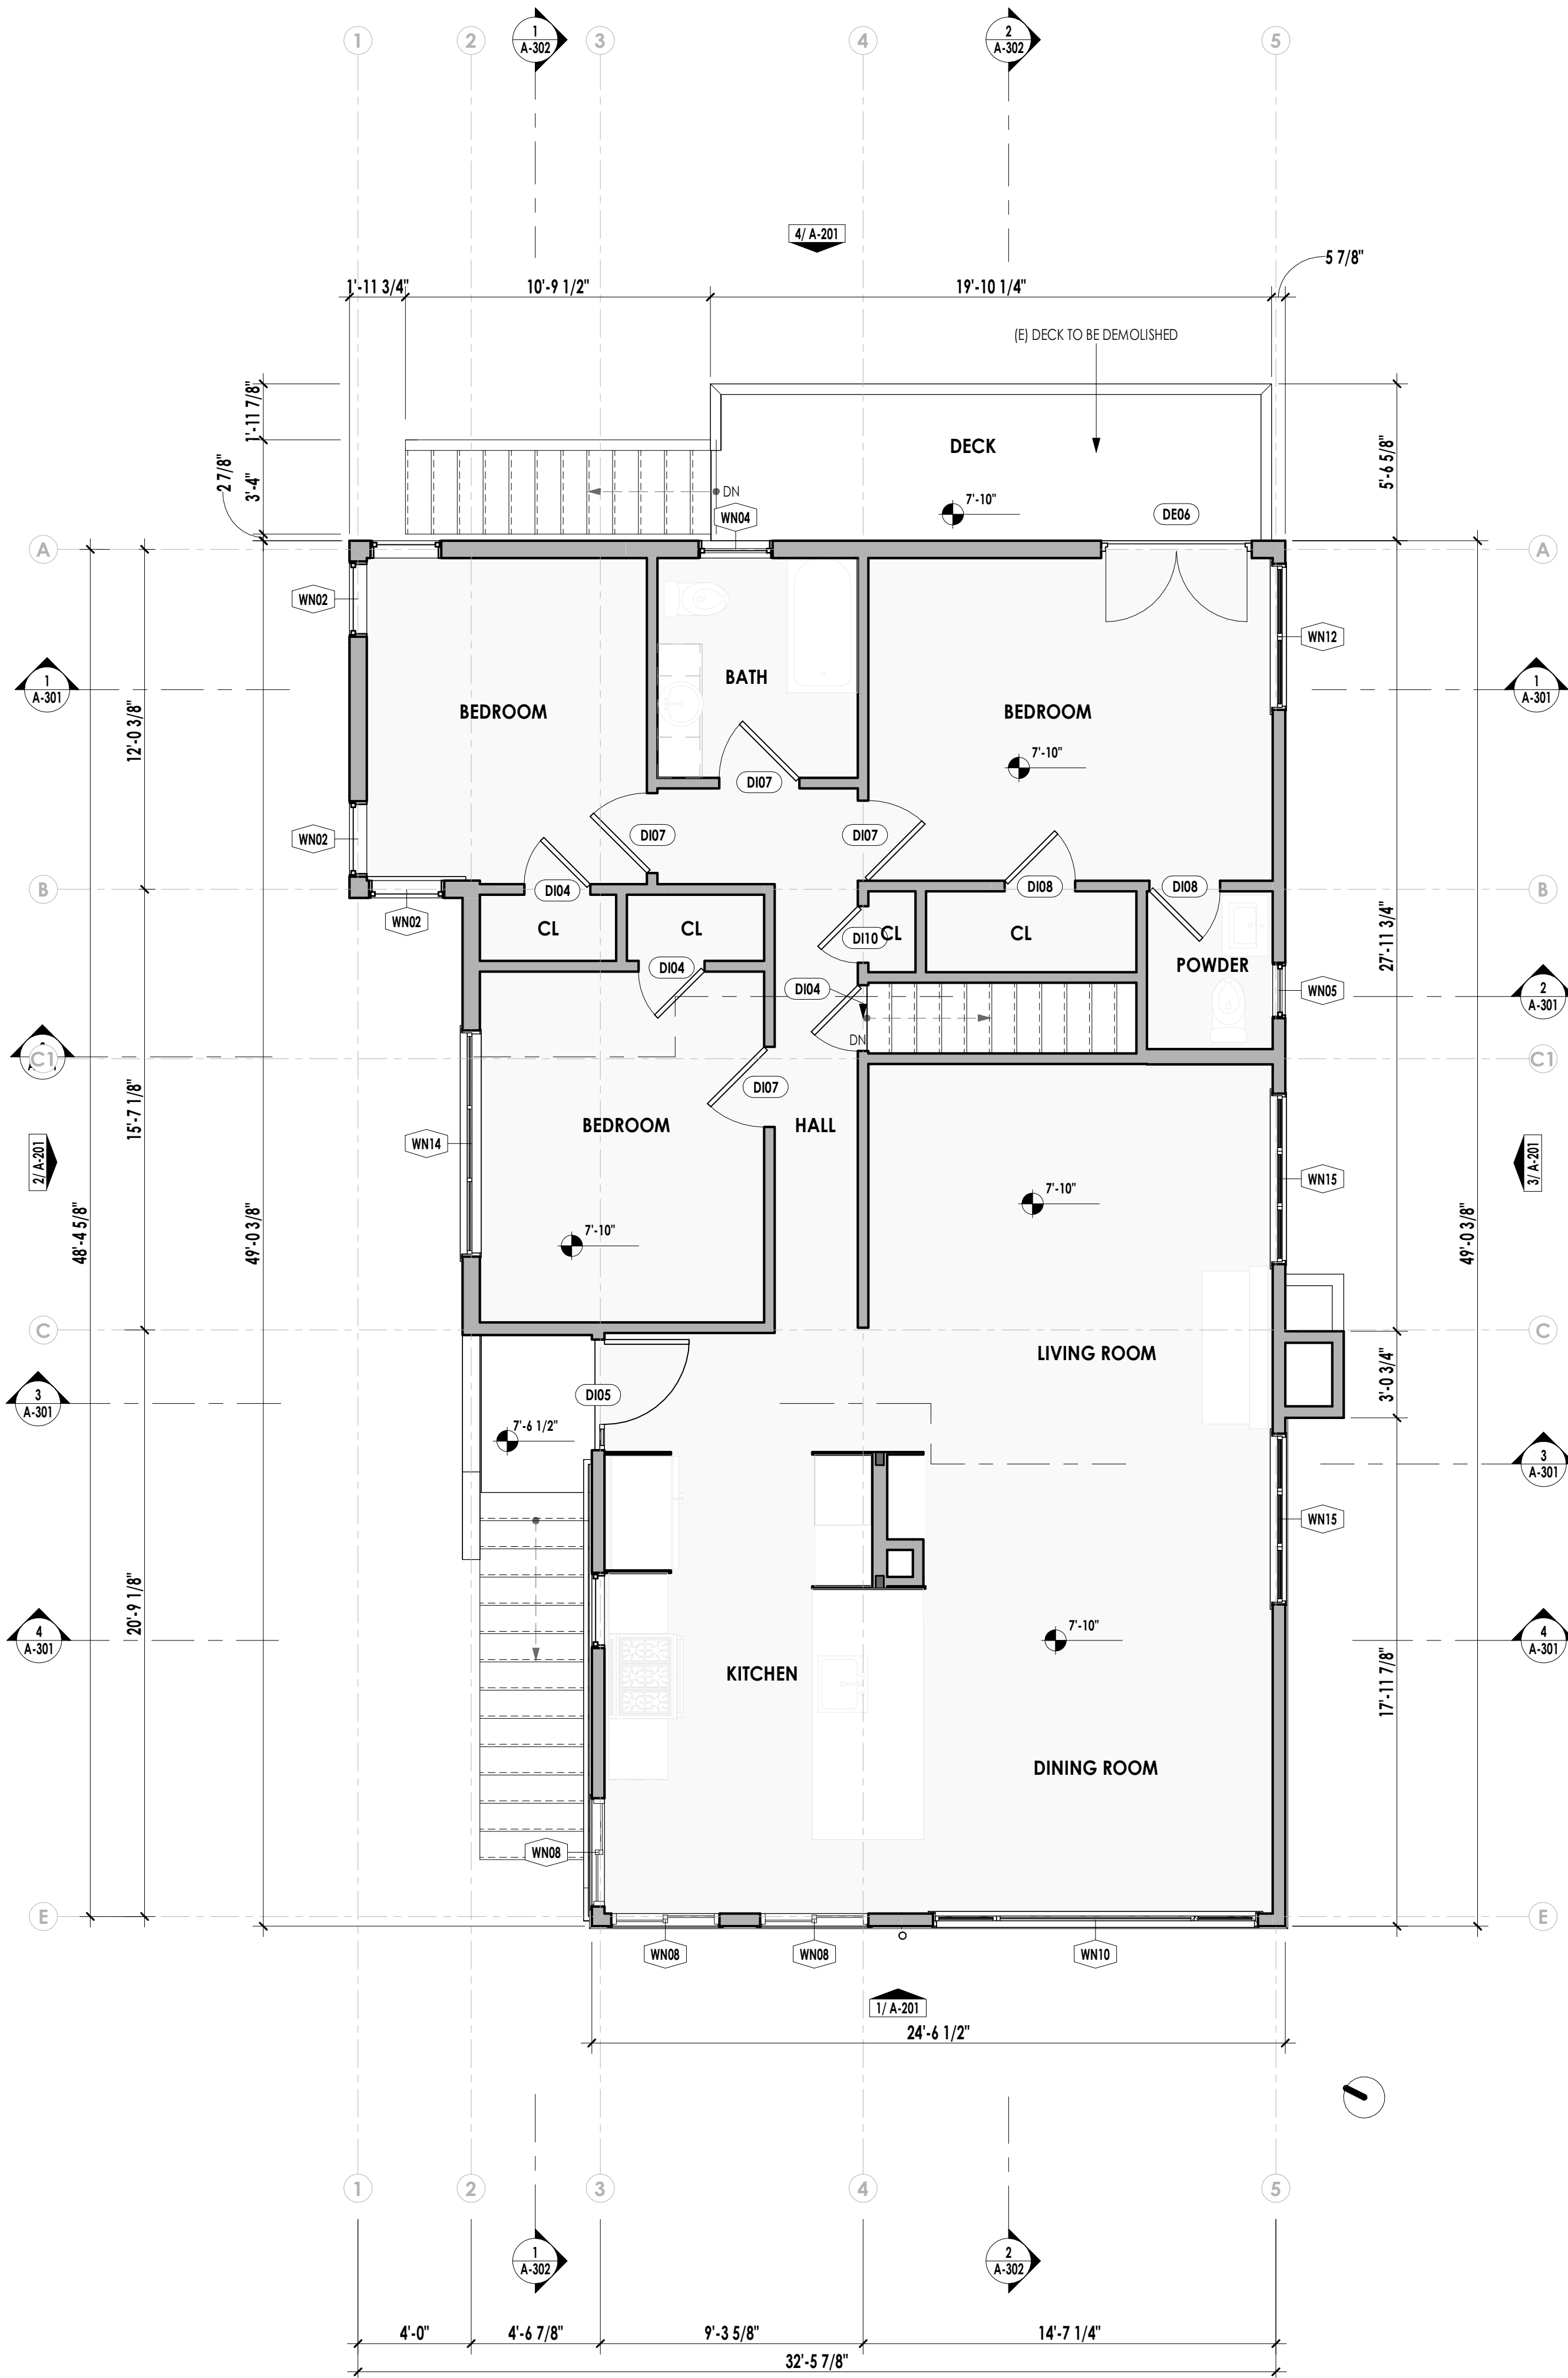 1
A-302
2
A-302
1
2
3
4
5
4/ A-201
5 7/8"
1'-11 3/4"
10'-9 1/2"
19'-10 1/4"
(E) DECK TO BE DEMOLISHED
1'-11 7/8"
5'-6 5/8"
DECK
2 7/8"
3'-4"
DN
7'-10"
WN04
DE06
A
A
WN02
WN12
BATH
1
A-301
1
A-301
BEDROOM
BEDROOM
12'-0 3/8"
7'-10"
DI07
WN02
DI07
DI07
B
DI04
DI08
DI08
B
WN02
CL
CL
DI10
CL
CL
27'-11 3/4"
DI04
POWDER
DI04
WN05
2
A-301
DN
C1
C1
DI07
15'-7 1/8"
WN14
BEDROOM
HALL
2/ A-201
3/ A-201
WN15
7'-10"
48'-4 5/8"
49'-0 3/8"
7'-10"
49'-0 3/8"
C
C
LIVING ROOM
3'-0 3/4"
DI05
3
A-301
7'-6 1/2"
3
A-301
WN15
20'-9 1/8"
4
A-301
7'-10"
4
A-301
KITCHEN
17'-11 7/8"
DINING ROOM
WN08
E
E
WN08
WN08
WN10
1/ A-201
24'-6 1/2"
1
2
3
4
5
1
A-302
2
A-302
4'-0"
4'-6 7/8"
9'-3 5/8"
14'-7 1/4"
32'-5 7/8"